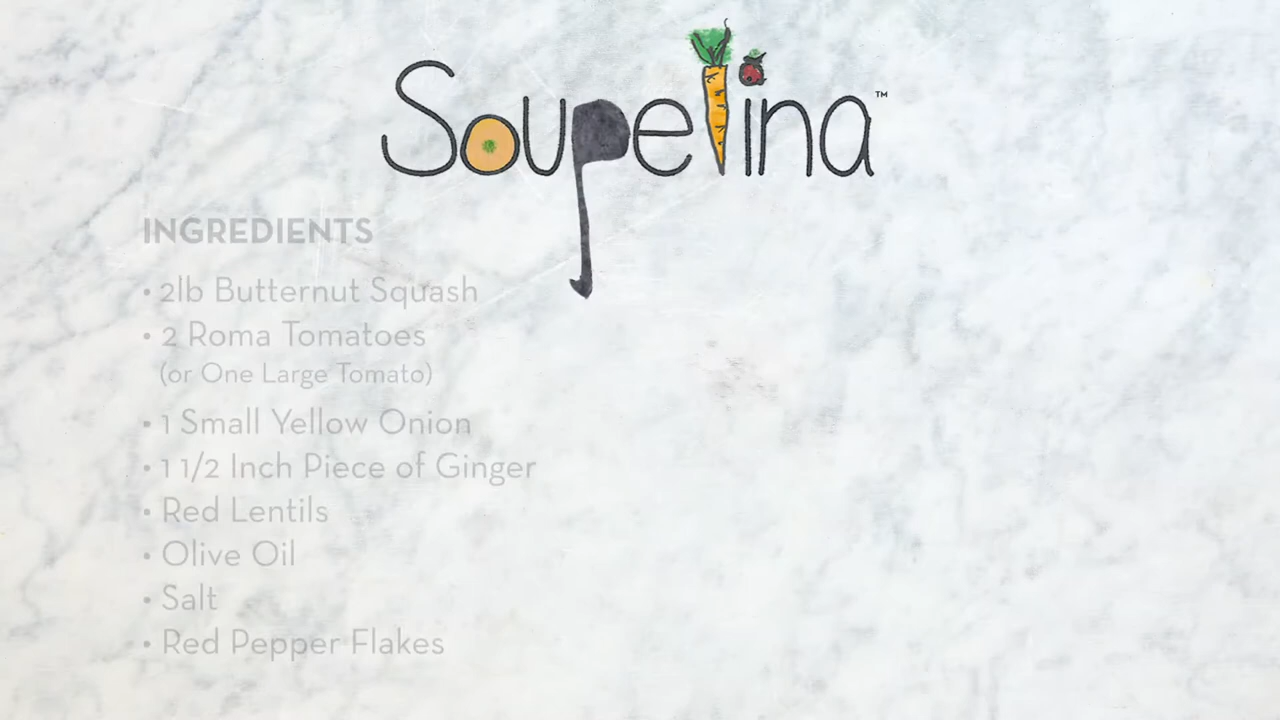 Soupelina™
INGREDIENTS
• 2lb Butternut Squash
• 2 Roma Tomatoes
(or One Large Tomato)
• 1 Small Yellow Onion
• 1 1/2 Inch Piece of Ginger
• Red Lentils
• Olive Oil
• Salt
• Red Pepper Flakes